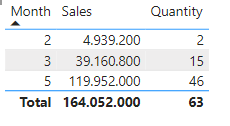 Month Sales Quantity
2 4.939.200 2
3 39.160.800 15
5 119.952.000 46
Total 164.052.000 63